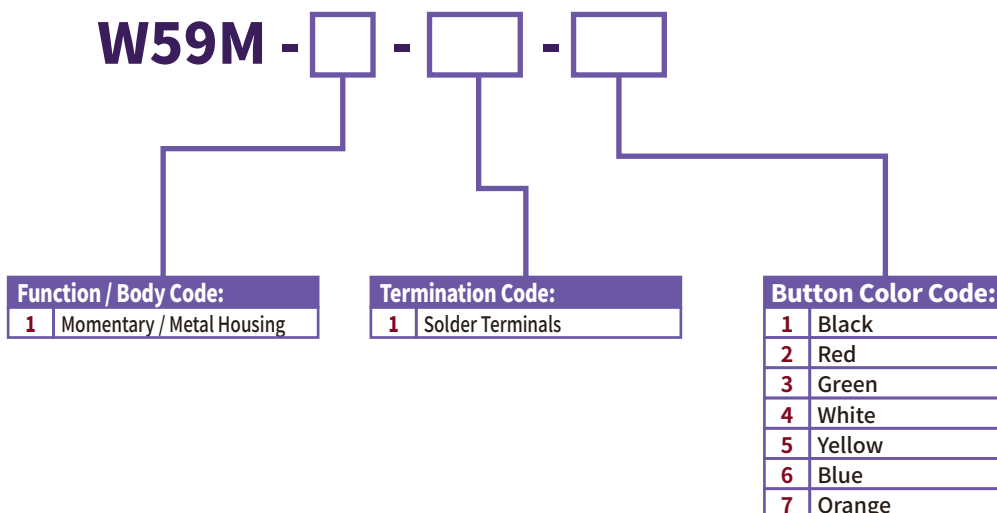 W59M - - -
Function / Body Code:
1 Momentary / Metal Housing
Termination Code:
1 Solder Terminals
Button Color Code:
1 Black
2 Red
3 Green
4 White
5 Yellow
6 Blue
7 Orange